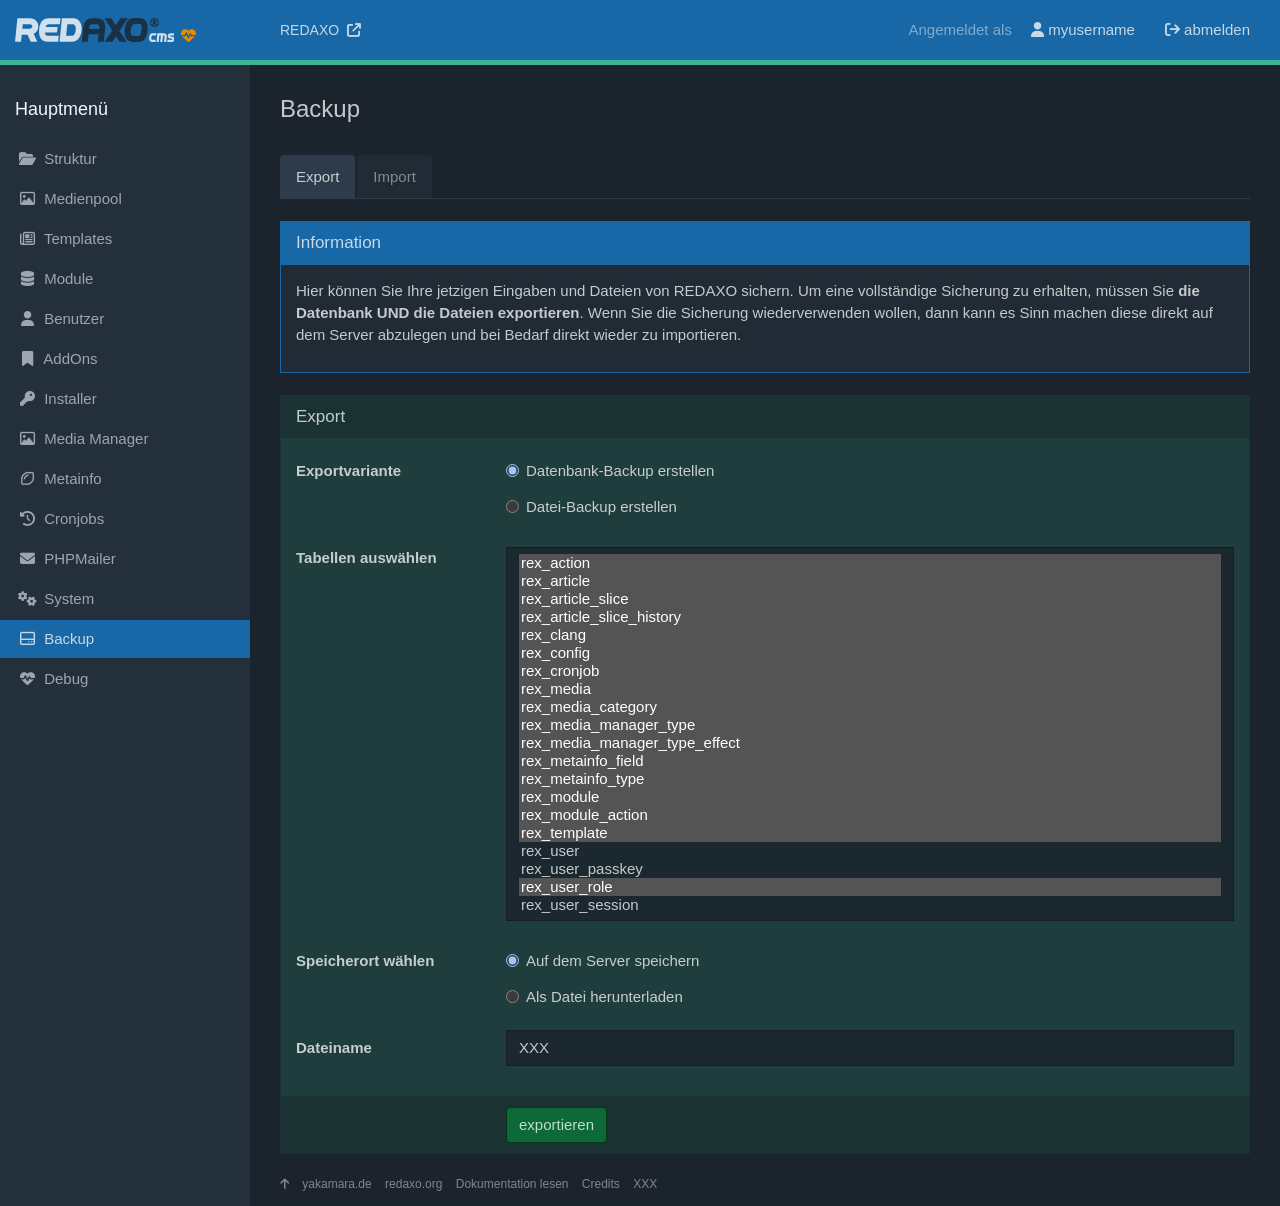 REDAXO® cms
REDAXO
Angemeldet als myusername abmelden
Hauptmenü
Struktur
Medienpool
Templates
Module
Benutzer
AddOns
Installer
Media Manager
Metainfo
Cronjobs
PHPMailer
System
Backup
Debug
Backup
Export Import
Information
Hier können Sie Ihre jetzigen Eingaben und Dateien von REDAXO sichern. Um eine vollständige Sicherung zu erhalten, müssen Sie die
Datenbank UND die Dateien exportieren. Wenn Sie die Sicherung wiederverwenden wollen, dann kann es Sinn machen diese direkt auf
dem Server abzulegen und bei Bedarf direkt wieder zu importieren.
Export
Exportvariante
Datenbank-Backup erstellen
Datei-Backup erstellen
Tabellen auswählen
rex_action
rex_article
rex_article_slice
rex_article_slice_history
rex_clang
rex_config
rex_cronjob
rex_media
rex_media_category
rex_media_manager_type
rex_media_manager_type_effect
rex_metainfo_field
rex_metainfo_type
rex_module
rex_module_action
rex_template
rex_user
rex_user_passkey
rex_user_role
rex_user_session
Speicherort wählen
Auf dem Server speichern
Als Datei herunterladen
Dateiname
XXX
exportieren
yakamara.de redaxo.org Dokumentation lesen Credits XXX